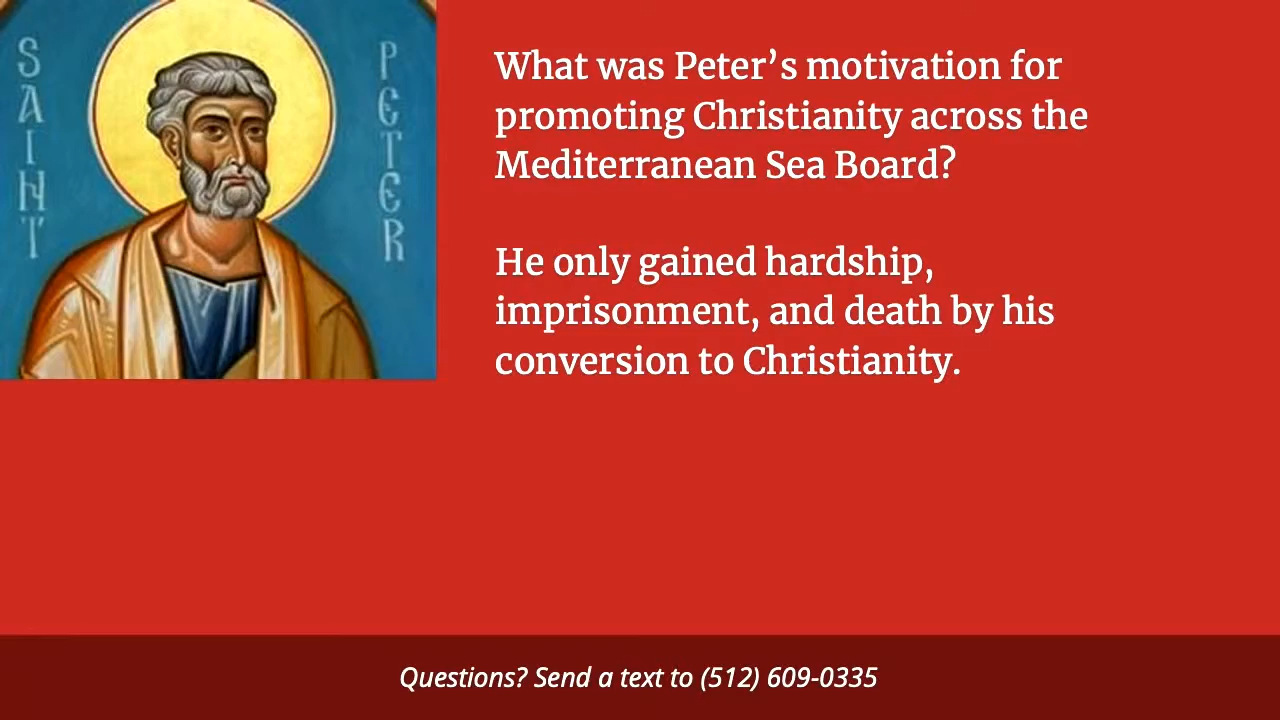 SAINT
PETER
What was Peter’s motivation for
promoting Christianity across the
Mediterranean Sea Board?
He only gained hardship,
imprisonment, and death by his
conversion to Christianity.
Questions? Send a text to (512) 609-0335